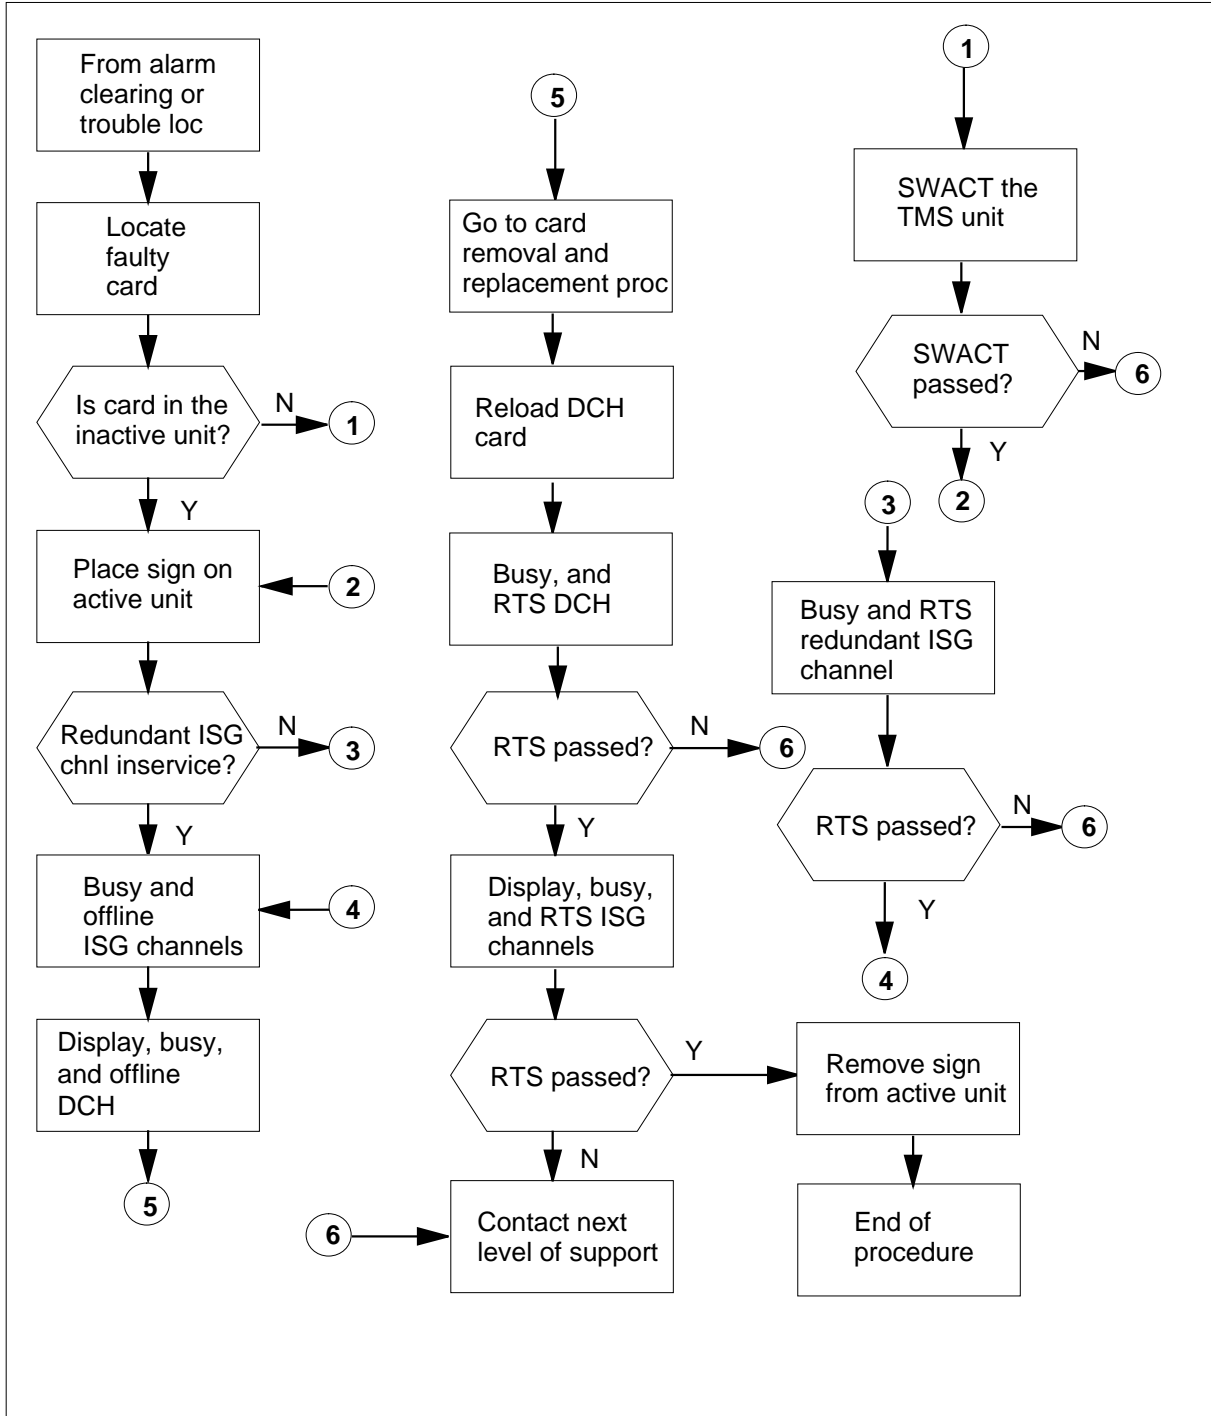 From alarm
clearing or
trouble loc
Locate
faulty
card
Is card in the
inactive unit?
N
1
Y
Place sign on
active unit
2
Redundant ISG
chnl inservice?
N
3
Y
Busy and
offline
ISG channels
4
Display, busy,
and offline
DCH
5
5
Go to card
removal and
replacement proc
Reload DCH
card
Busy, and
RTS DCH
RTS passed?
N
6
Y
Display, busy,
and RTS ISG
channels
RTS passed?
Y
N
6
Contact next
level of support
1
SWACT the
TMS unit
SWACT
passed?
N
6
Y
2
3
Busy and RTS
redundant ISG
channel
RTS passed?
N
6
Y
4
Remove sign
from active unit
End of
procedure